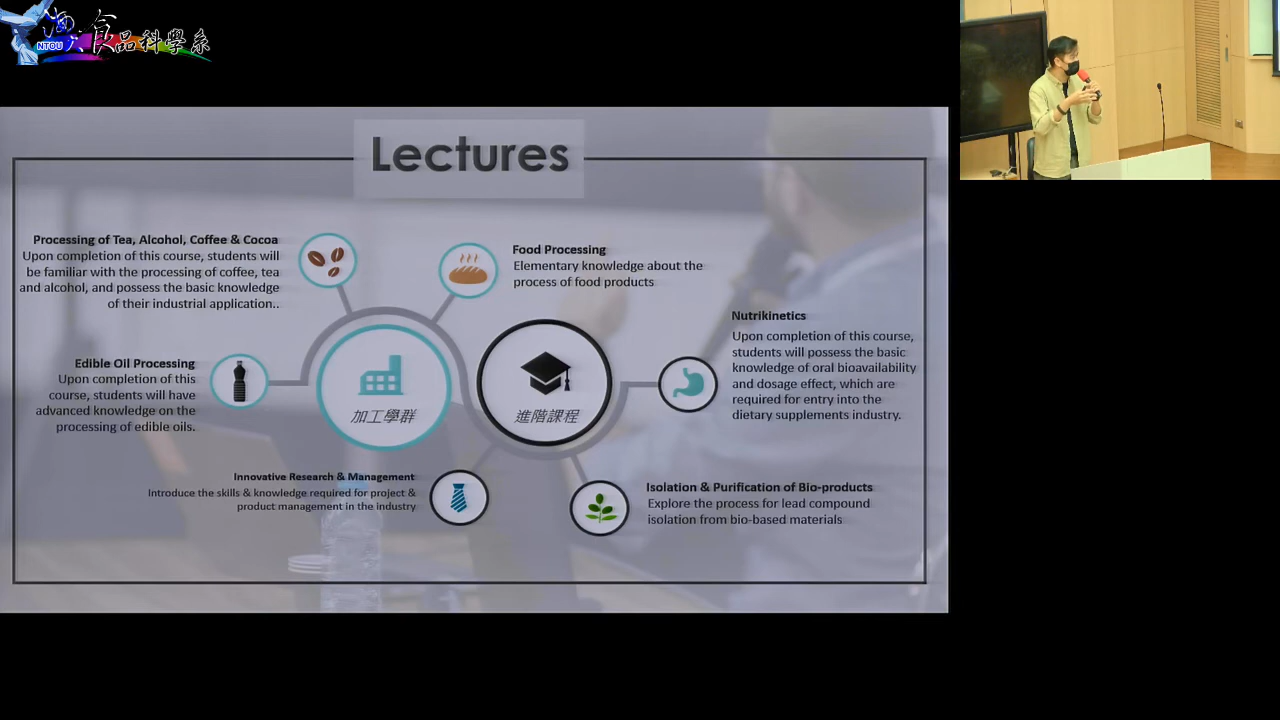 海大食品科學系
NTOU
Lectures
Processing of Tea, Alcohol, Coffee & Cocoa
Upon completion of this course, students will
be familiar with the processing of coffee, tea
and alcohol, and possess the basic knowledge
of their industrial application..
Food Processing
Elementary knowledge about the
process of food products
Nutrikinetics
Upon completion of this course,
students will possess the basic
knowledge of oral bioavailability
and dosage effect, which are
required for entry into the
dietary supplements industry.
Edible Oil Processing
Upon completion of this
course, students will have
advanced knowledge on the
processing of edible oils.
加工學群
進階課程
Innovative Research & Management
Introduce the skills & knowledge required for project &
product management in the industry
Isolation & Purification of Bio-products
Explore the process for lead compound
isolation from bio-based materials